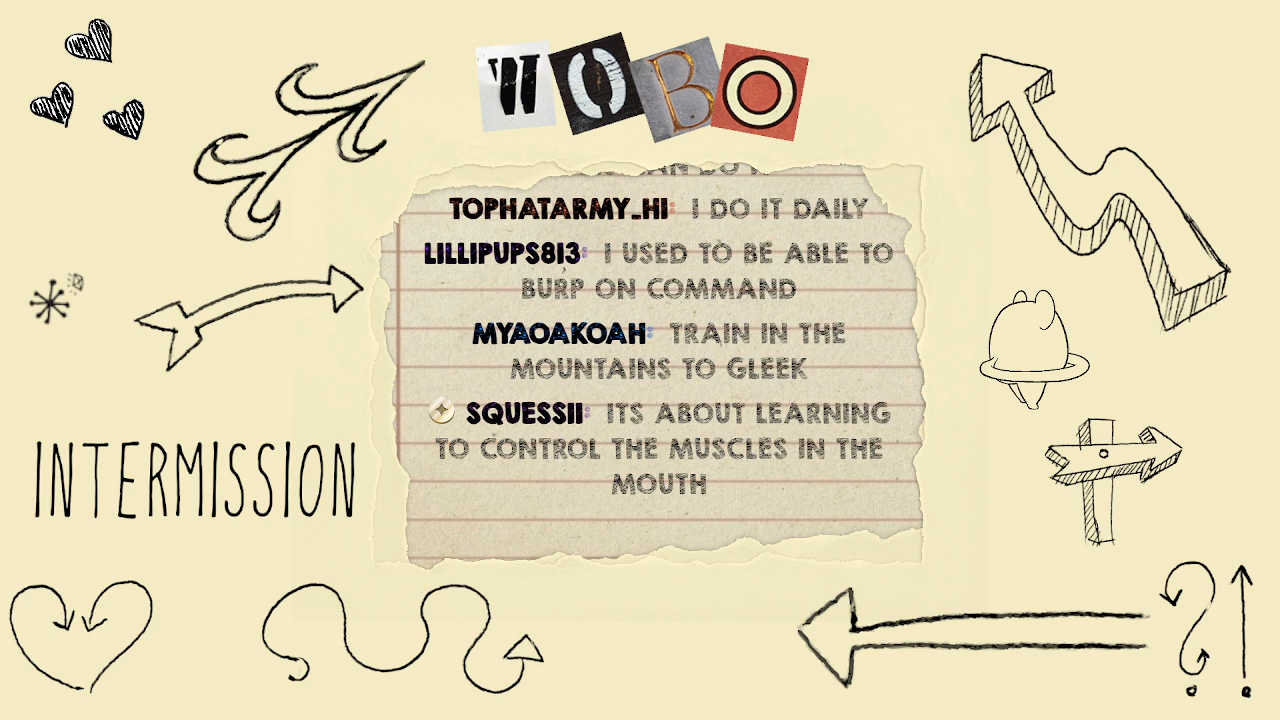 WOBO
TOPHATARMY_HI: I DO IT DAILY
LILLIPUPS813: I USED TO BE ABLE TO
BURP ON COMMAND
MYAOAKOAH: TRAIN IN THE
MOUNTAINS TO GLEEK
SQUESSII: ITS ABOUT LEARNING
TO CONTROL THE MUSCLES IN THE
MOUTH
INTERMISSION
?!